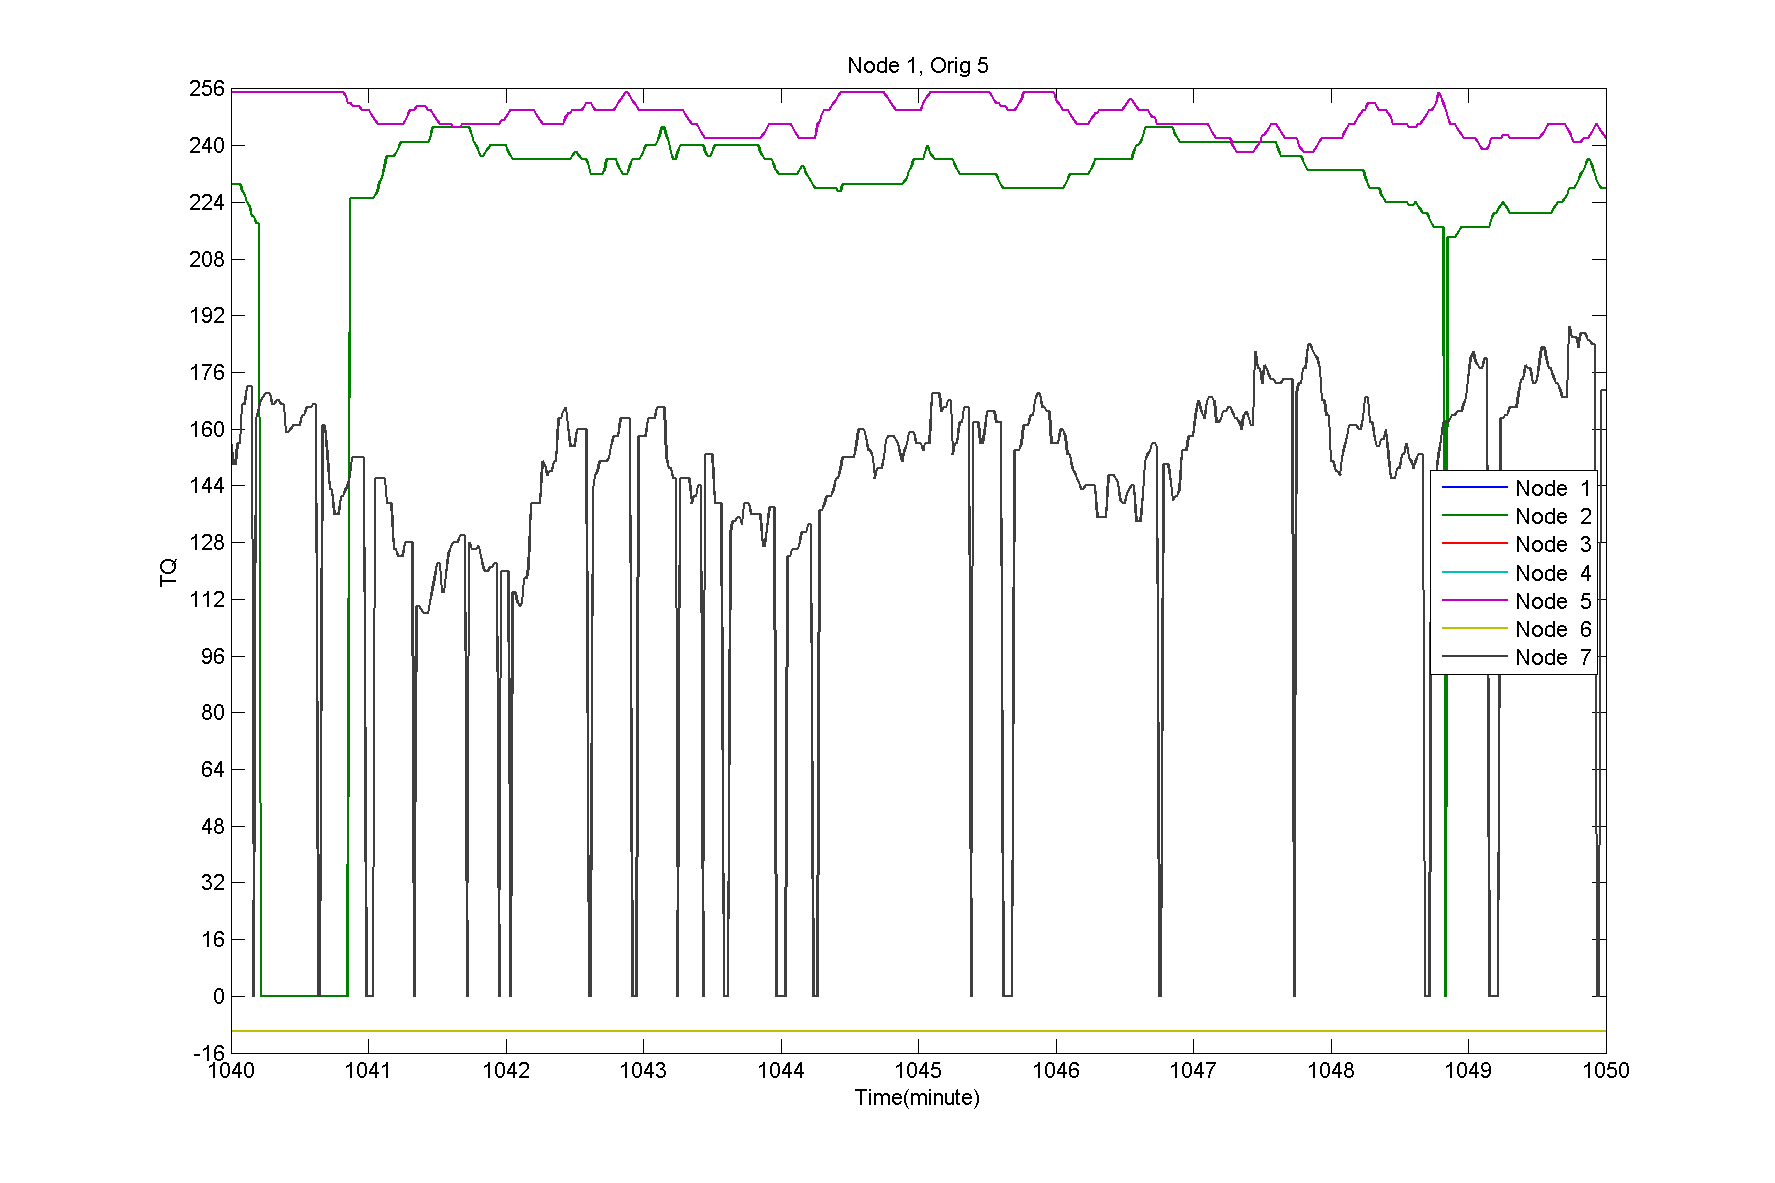 Node 1, Orig 5
256
240
224
208
192
176
160
144
128
112
96
80
64
48
32
16
0
-16
TQ
Node 1
Node 2
Node 3
Node 4
Node 5
Node 6
Node 7
1040 1041 1042 1043 1044 1045 1046 1047 1048 1049 1050
Time(minute)